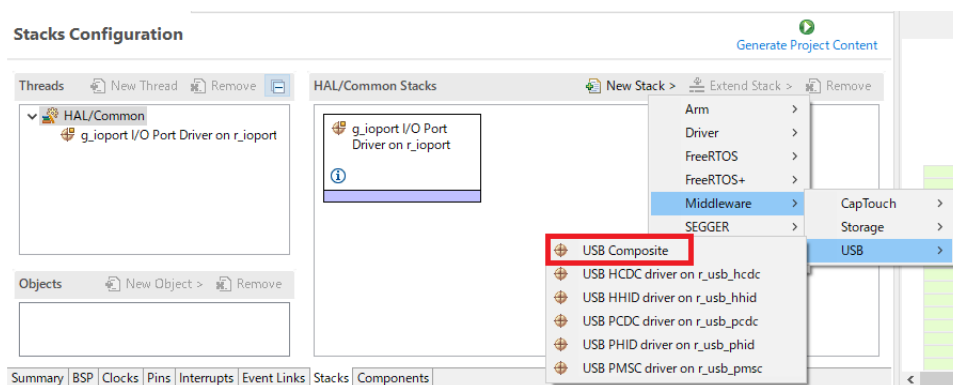 Stacks Configuration
Generate Project Content
Threads
New Thread
Remove
HAL/Common Stacks
New Stack >
Extend Stack >
Remove
HAL/Common
g_ioport I/O Port Driver on r_ioport
g_ioport I/O Port
Driver on r_ioport
Arm
Driver
FreeRTOS
FreeRTOS+
Middleware
SEGGER
CapTouch
Storage
USB
USB Composite
USB HCDC driver on r_usb_hcdc
USB HHID driver on r_usb_hhid
USB PCDC driver on r_usb_pcdc
USB PHID driver on r_usb_phid
USB PMSC driver on r_usb_pmsc
Objects
New Object >
Remove
Summary BSP Clocks Pins Interrupts Event Links Stacks Components